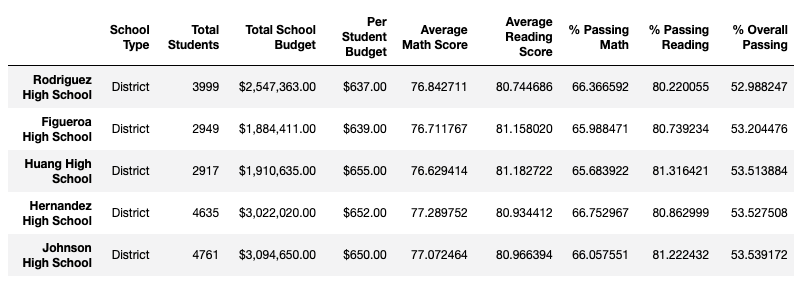 School Type Total Students Total School Budget Per Student Budget Average Math Score Average Reading Score % Passing Math % Passing Reading % Overall Passing
Rodriguez High School District 3999 $2,547,363.00 $637.00 76.842711 80.744686 66.366592 80.220055 52.988247
Figueroa High School District 2949 $1,884,411.00 $639.00 76.711767 81.158020 65.988471 80.739234 53.204476
Huang High School District 2917 $1,910,635.00 $655.00 76.629414 81.182722 65.683922 81.316421 53.513884
Hernandez High School District 4635 $3,022,020.00 $652.00 77.289752 80.934412 66.752967 80.862999 53.527508
Johnson High School District 4761 $3,094,650.00 $650.00 77.072464 80.966394 66.057551 81.222432 53.539172